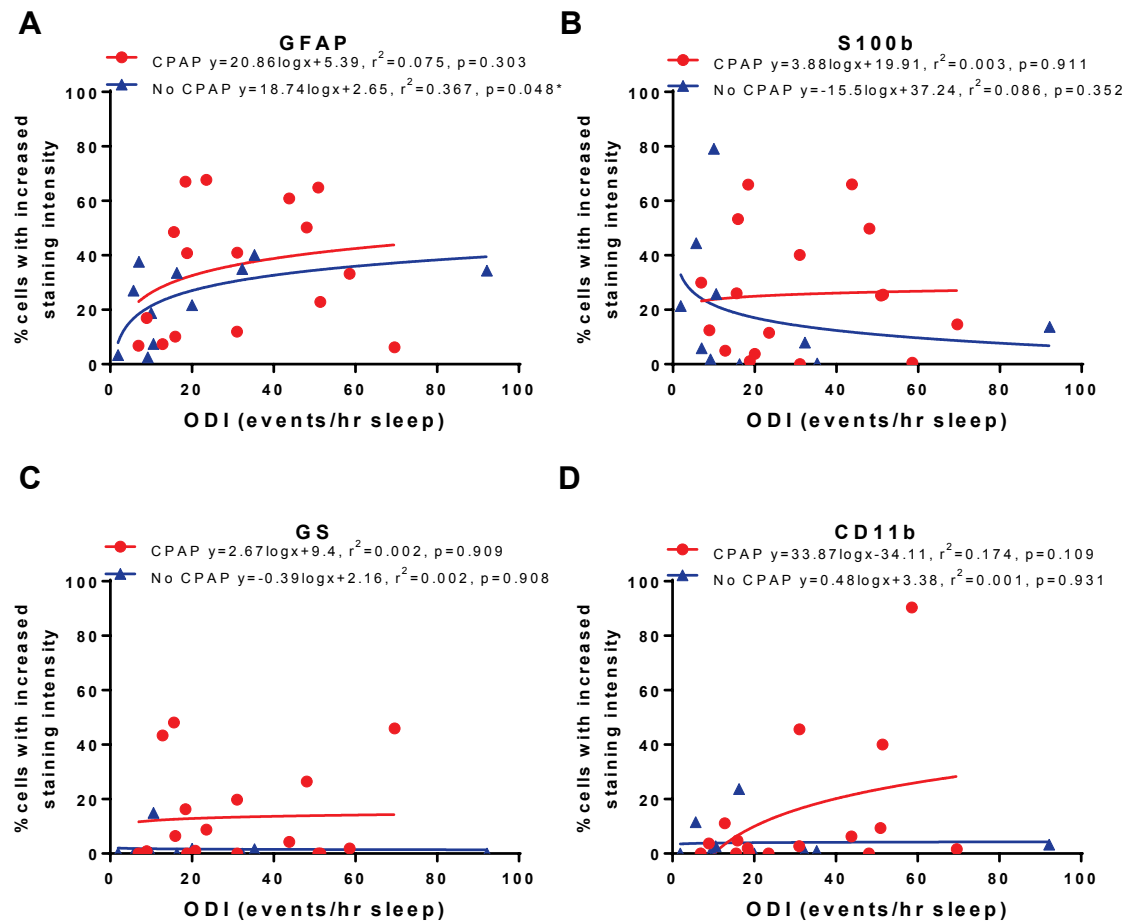 A
GFAP
CPAP y=20.86logx+5.39, r²=0.075, p=0.303
No CPAP y=18.74logx+2.65, r²=0.367, p=0.048*
100
80
60
40
20
0
% cells with increased
staining intensity
0 20 40 60 80 100
ODI (events/hr sleep)
B
S100b
CPAP y=3.88logx+19.91, r²=0.003, p=0.911
No CPAP y=-15.5logx+37.24, r²=0.086, p=0.352
100
80
60
40
20
0
% cells with increased
staining intensity
0 20 40 60 80 100
ODI (events/hr sleep)
C
GS
CPAP y=2.67logx+9.4, r²=0.002, p=0.909
No CPAP y=-0.39logx+2.16, r²=0.002, p=0.908
100
80
60
40
20
0
% cells with increased
staining intensity
0 20 40 60 80 100
ODI (events/hr sleep)
D
CD11b
CPAP y=33.87logx-34.11, r²=0.174, p=0.109
No CPAP y=0.48logx+3.38, r²=0.001, p=0.931
100
80
60
40
20
0
% cells with increased
staining intensity
0 20 40 60 80 100
ODI (events/hr sleep)